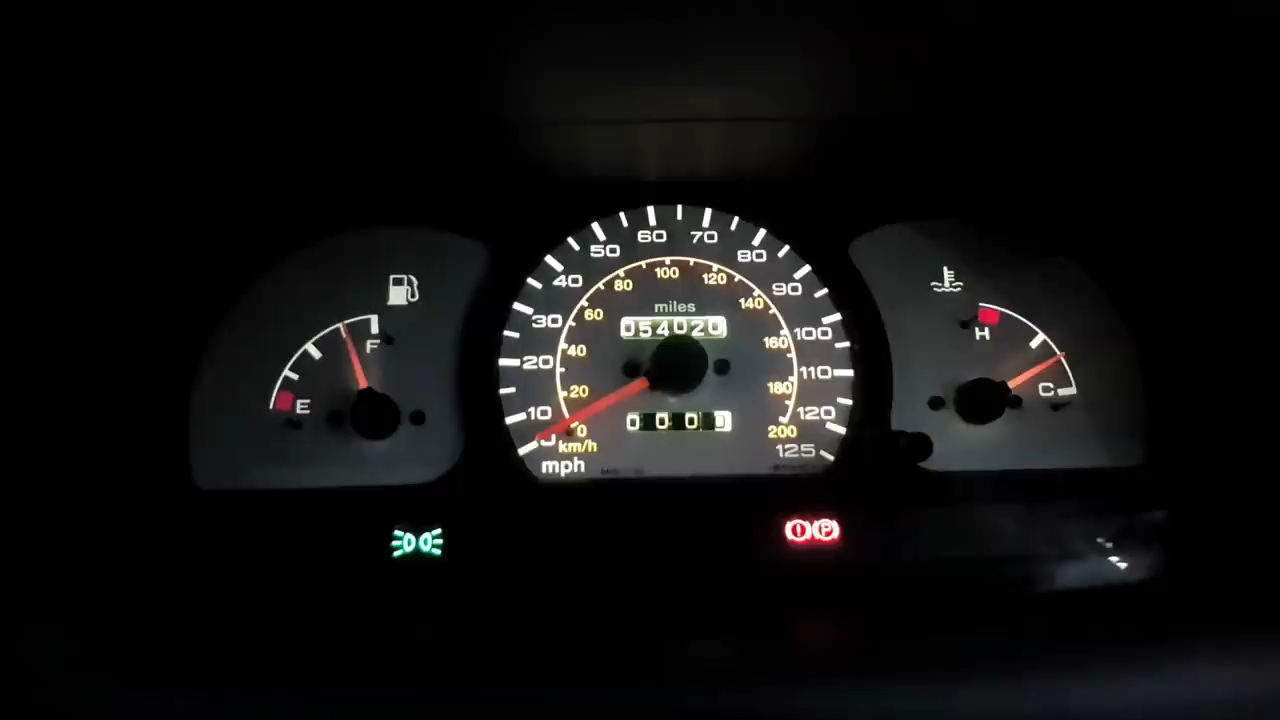 60 70
50 80
40 90
30 100
20 110
10 120
0 125
100
80 120
60 140
40 160
20 180
0 200
miles
054020
0000
km/h
mph
F
E
H
C
P